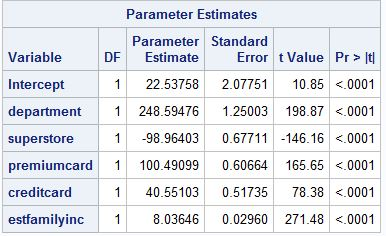 Parameter Estimates
Variable DF Parameter Estimate Standard Error t Value Pr > |t|
Intercept 1 22.53758 2.07751 10.85 <.0001
department 1 248.59476 1.25003 198.87 <.0001
superstore 1 -98.96403 0.67711 -146.16 <.0001
premiumcard 1 100.49099 0.60664 165.65 <.0001
creditcard 1 40.55103 0.51735 78.38 <.0001
estfamilyinc 1 8.03646 0.02960 271.48 <.0001